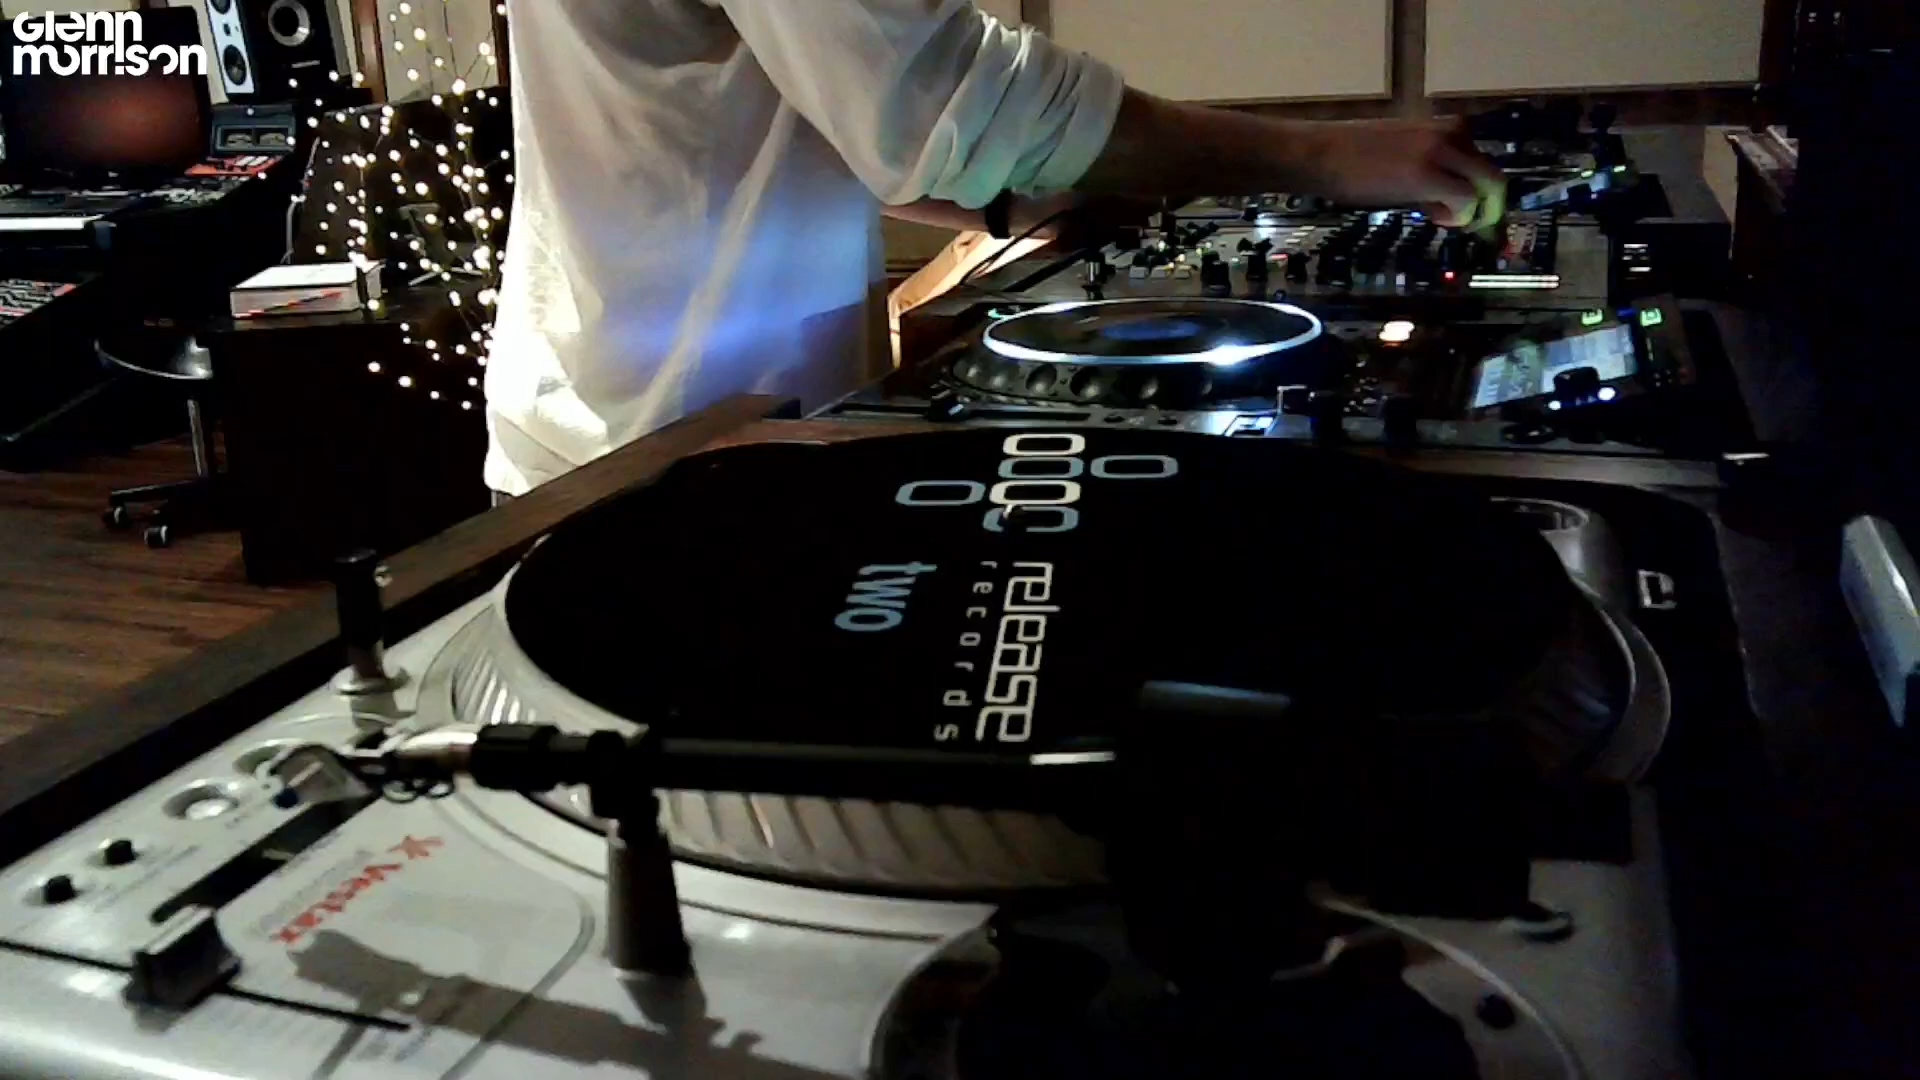 Glenn
morrison
two
release
records
Vestax